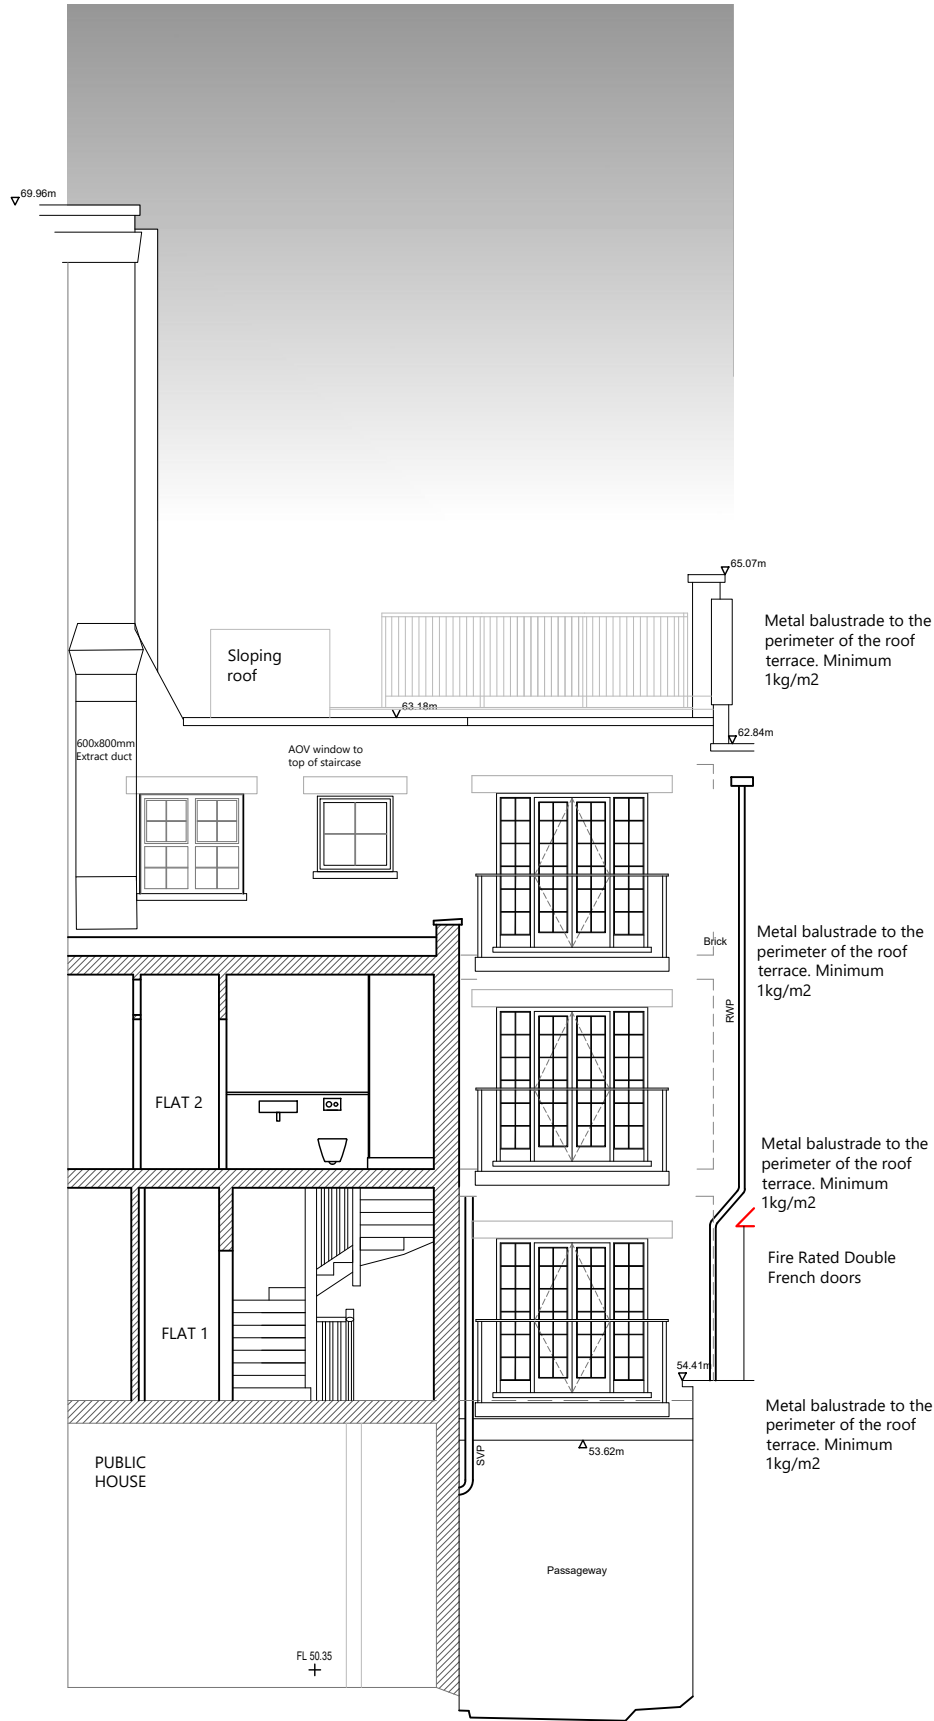 69.96m
65.07m
Metal balustrade to the
perimeter of the roof
terrace. Minimum
1kg/m2
Sloping
roof
63.18m
62.84m
600x800mm
Extract duct
AOV window to
top of staircase
Brick
Metal balustrade to the
perimeter of the roof
terrace. Minimum
1kg/m2
RWP
FLAT 2
Metal balustrade to the
perimeter of the roof
terrace. Minimum
1kg/m2
Fire Rated Double
French doors
FLAT 1
54.41m
Metal balustrade to the
perimeter of the roof
terrace. Minimum
1kg/m2
PUBLIC
HOUSE
SVP
53.62m
Passageway
FL 50.35